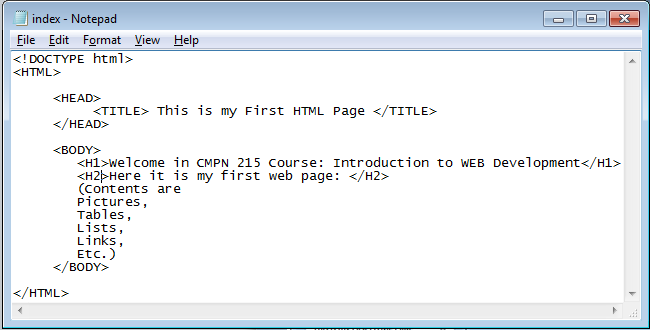 index - Notepad
File Edit Format View Help
<!DOCTYPE html>
<HTML>
<HEAD>
<TITLE> This is my First HTML Page </TITLE>
</HEAD>
<BODY>
<H1>Welcome in CMPN 215 Course: Introduction to WEB Development</H1>
<H2>Here it is my first web page: </H2>
(Contents are
Pictures,
Tables,
Lists,
Links,
Etc.)
</BODY>
</HTML>